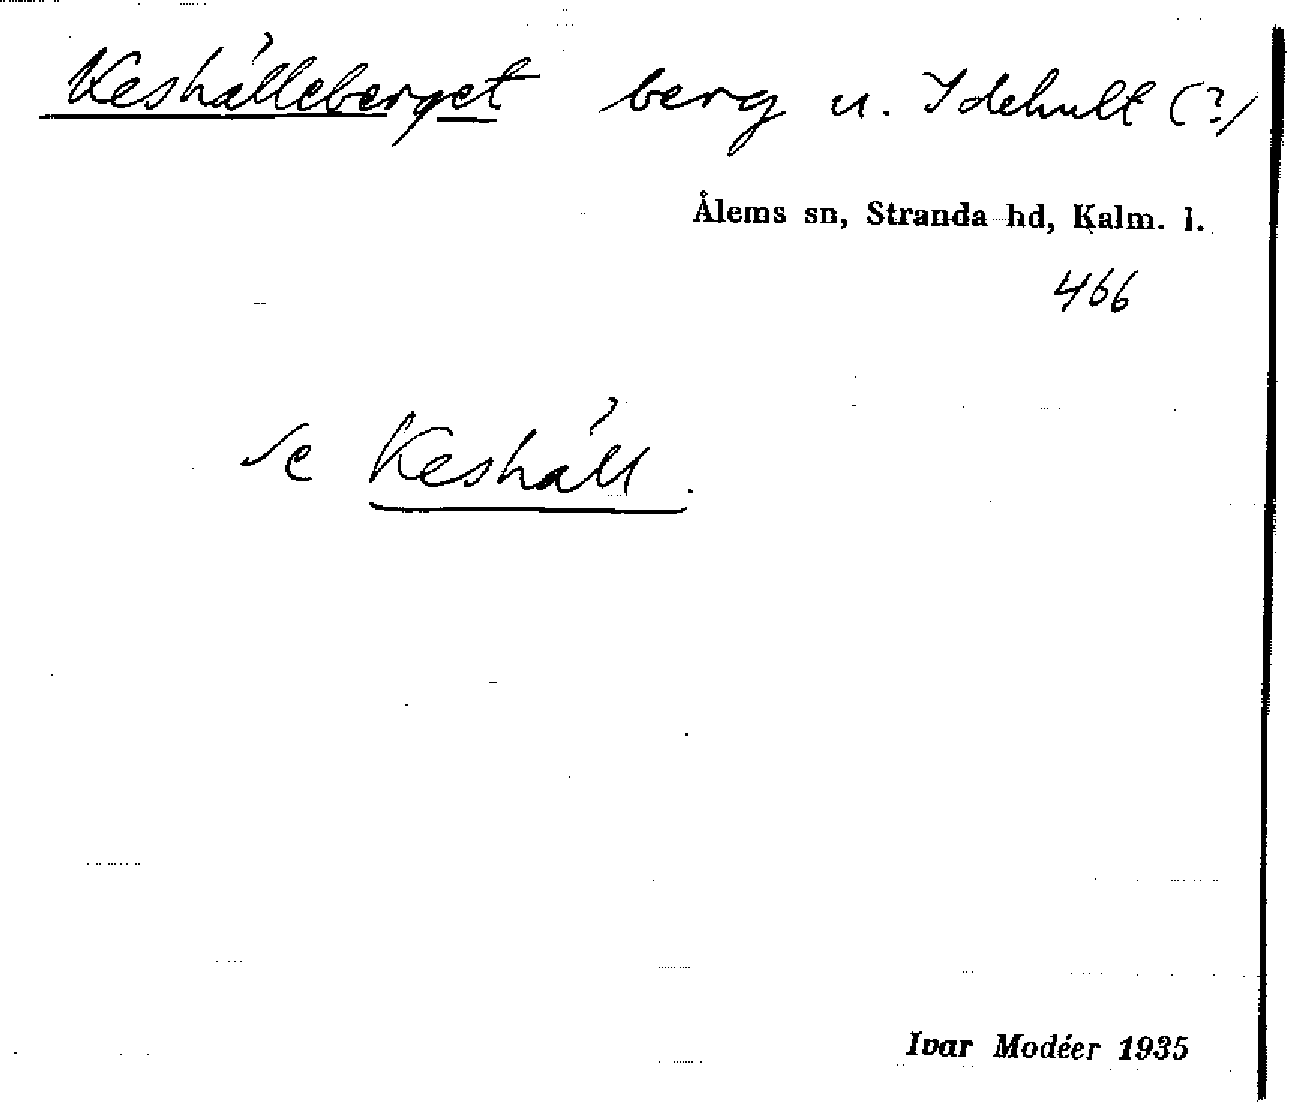 Keshålleberget berg u. Idehult (?)
Ålems sn, Stranda hd, Kalm. l.
466
se Keshåll.
Ivar Modéer 1935